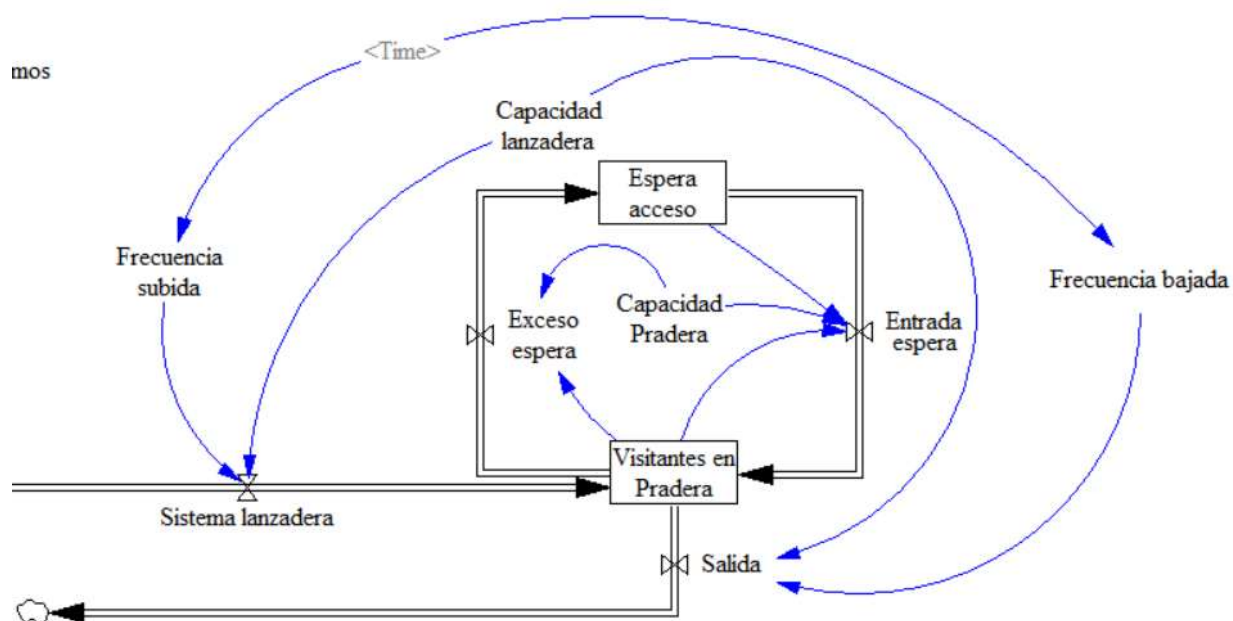 <Time>
mos
Capacidad
lanzadera
Espera
acceso
Frecuencia
subida
Frecuencia bajada
Capacidad
Pradera
Exceso
espera
Entrada
espera
Visitantes en
Pradera
Sistema lanzadera
Salida